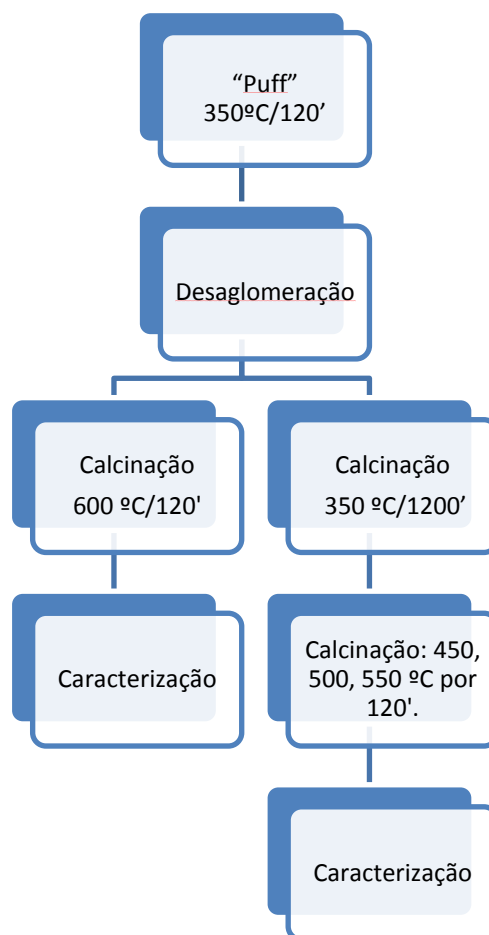 “Puff”
350ºC/120’
Desaglomeração
Calcinação
600 ºC/120'
Calcinação
350 ºC/1200’
Caracterização
Calcinação: 450,
500, 550 ºC por
120'.
Caracterização